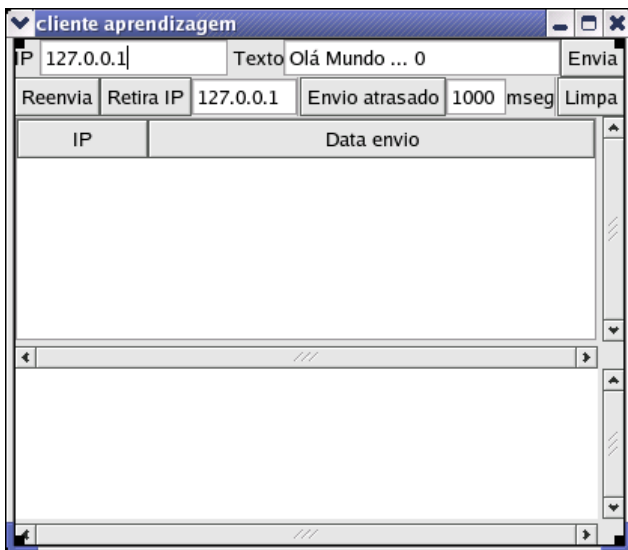 cliente aprendizagem
IP 127.0.0.1 Texto Olá Mundo ... 0 Envia
Reenvia Retira IP 127.0.0.1 Envio atrasado 1000 mseg Limpa
IP Data envio